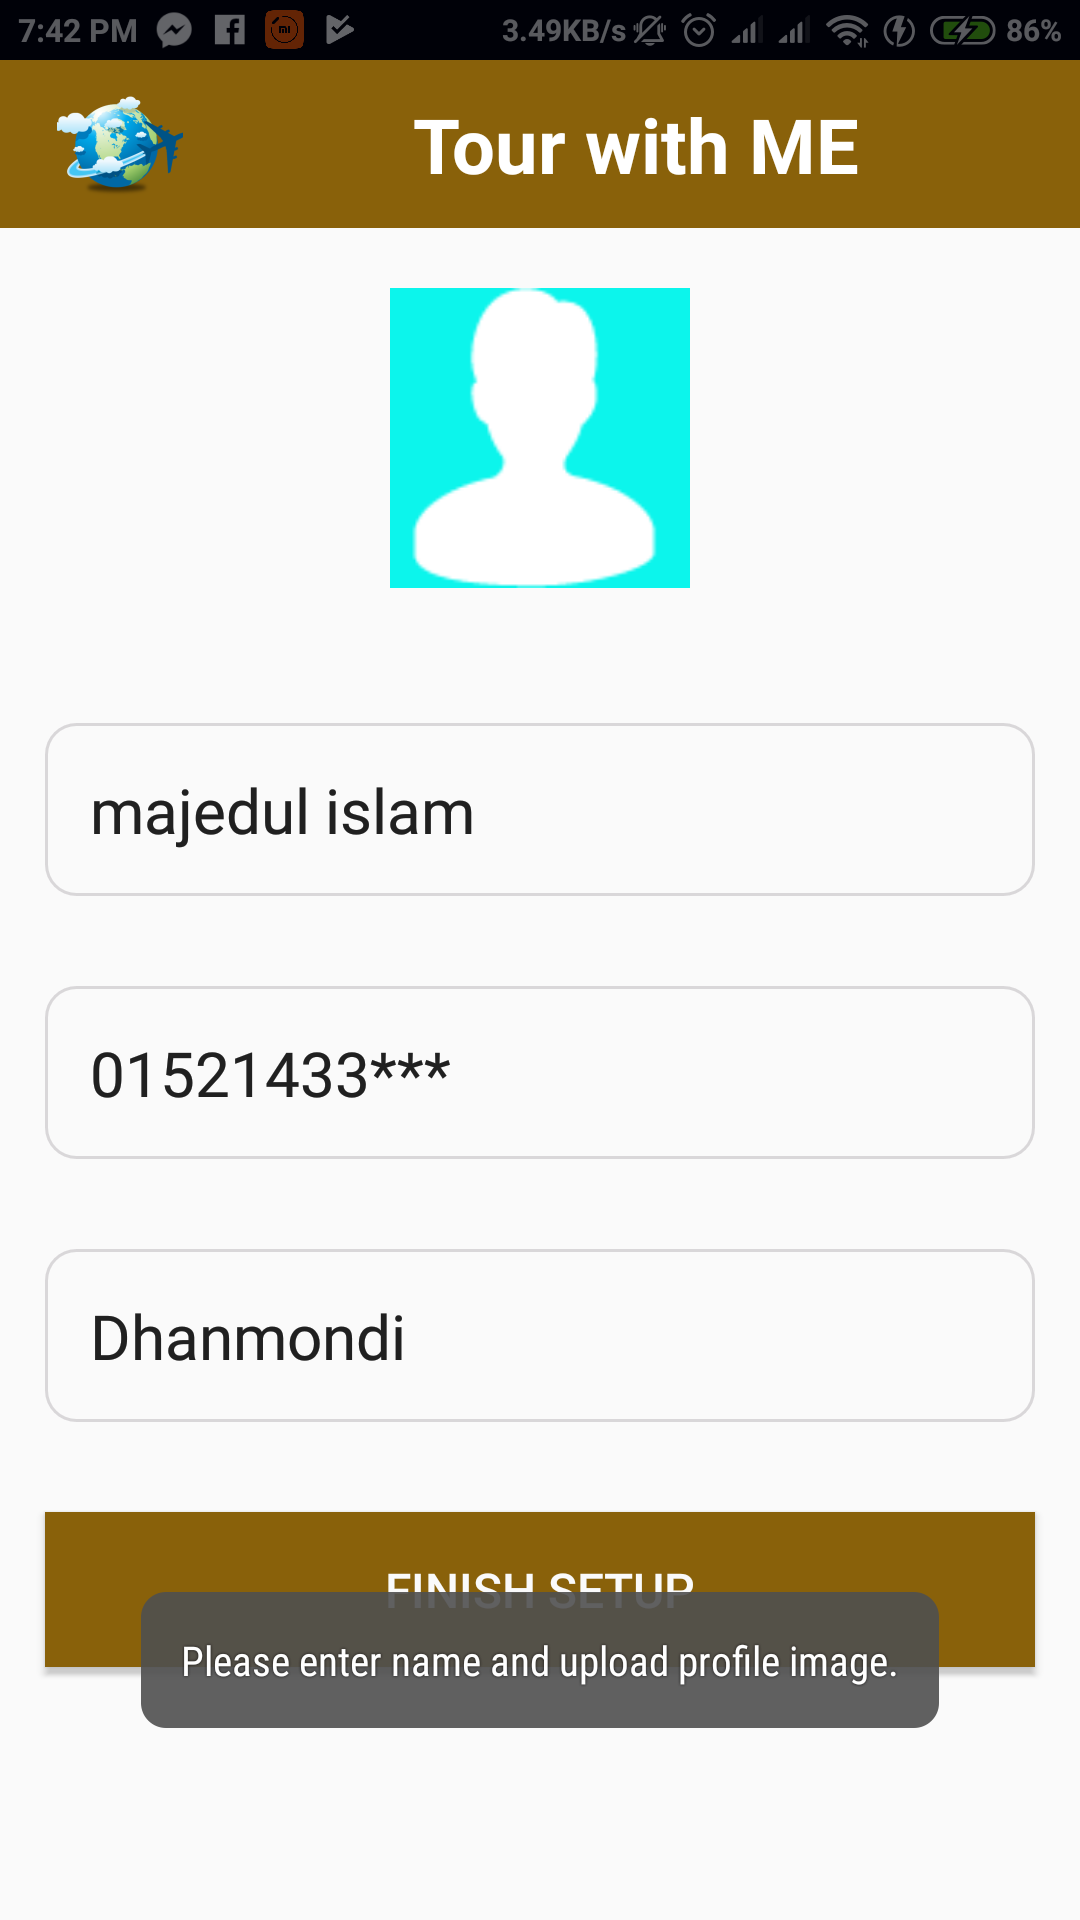 7:42 PM 3.49KB/s 86%
Tour with ME
majedul islam
01521433***
Dhanmondi
FINISH SETUP
Please enter name and upload profile image.